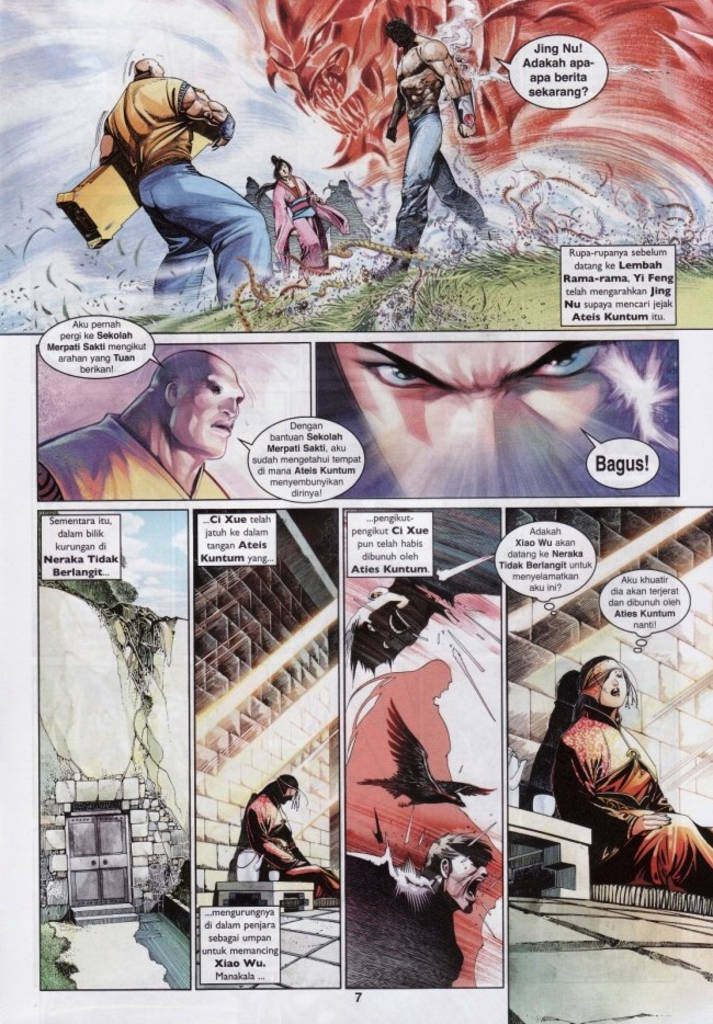 Jing Nu!
Adakah apa-
apa berita
sekarang?
Rupa-rupanya sebelum
datang ke Lembah
Rama-rama, Yi Feng
telah mengarahkan Jing
Nu supaya mencari jejak
Ateis Kuntum itu.
Aku pernah
pergi ke Sekolah
Merpati Sakti mengikut
arahan yang Tuan
berikan!
Dengan
bantuan Sekolah
Merpati Sakti, aku
sudah mengetahui tempat
di mana Ateis Kuntum
menyembunyikan
dirinya!
Bagus!
Sementara itu,
dalam bilik
kurungan di
Neraka Tidak
Berlangit...
...Ci Xue telah
jatuh ke dalam
tangan Ateis
Kuntum yang...
...mengurungnya
di dalam penjara
sebagai umpan
untuk memancing
Xiao Wu.
Manakala ...
...pengikut-
pengikut Ci Xue
pun telah habis
dibunuh oleh
Aties Kuntum.
Adakah
Xiao Wu akan
datang ke Neraka
Tidak Berlangit untuk
menyelamatkan
aku ini?
Aku khuatir
dia akan terjerat
dan dibunuh oleh
Aties Kuntum
nanti!
7